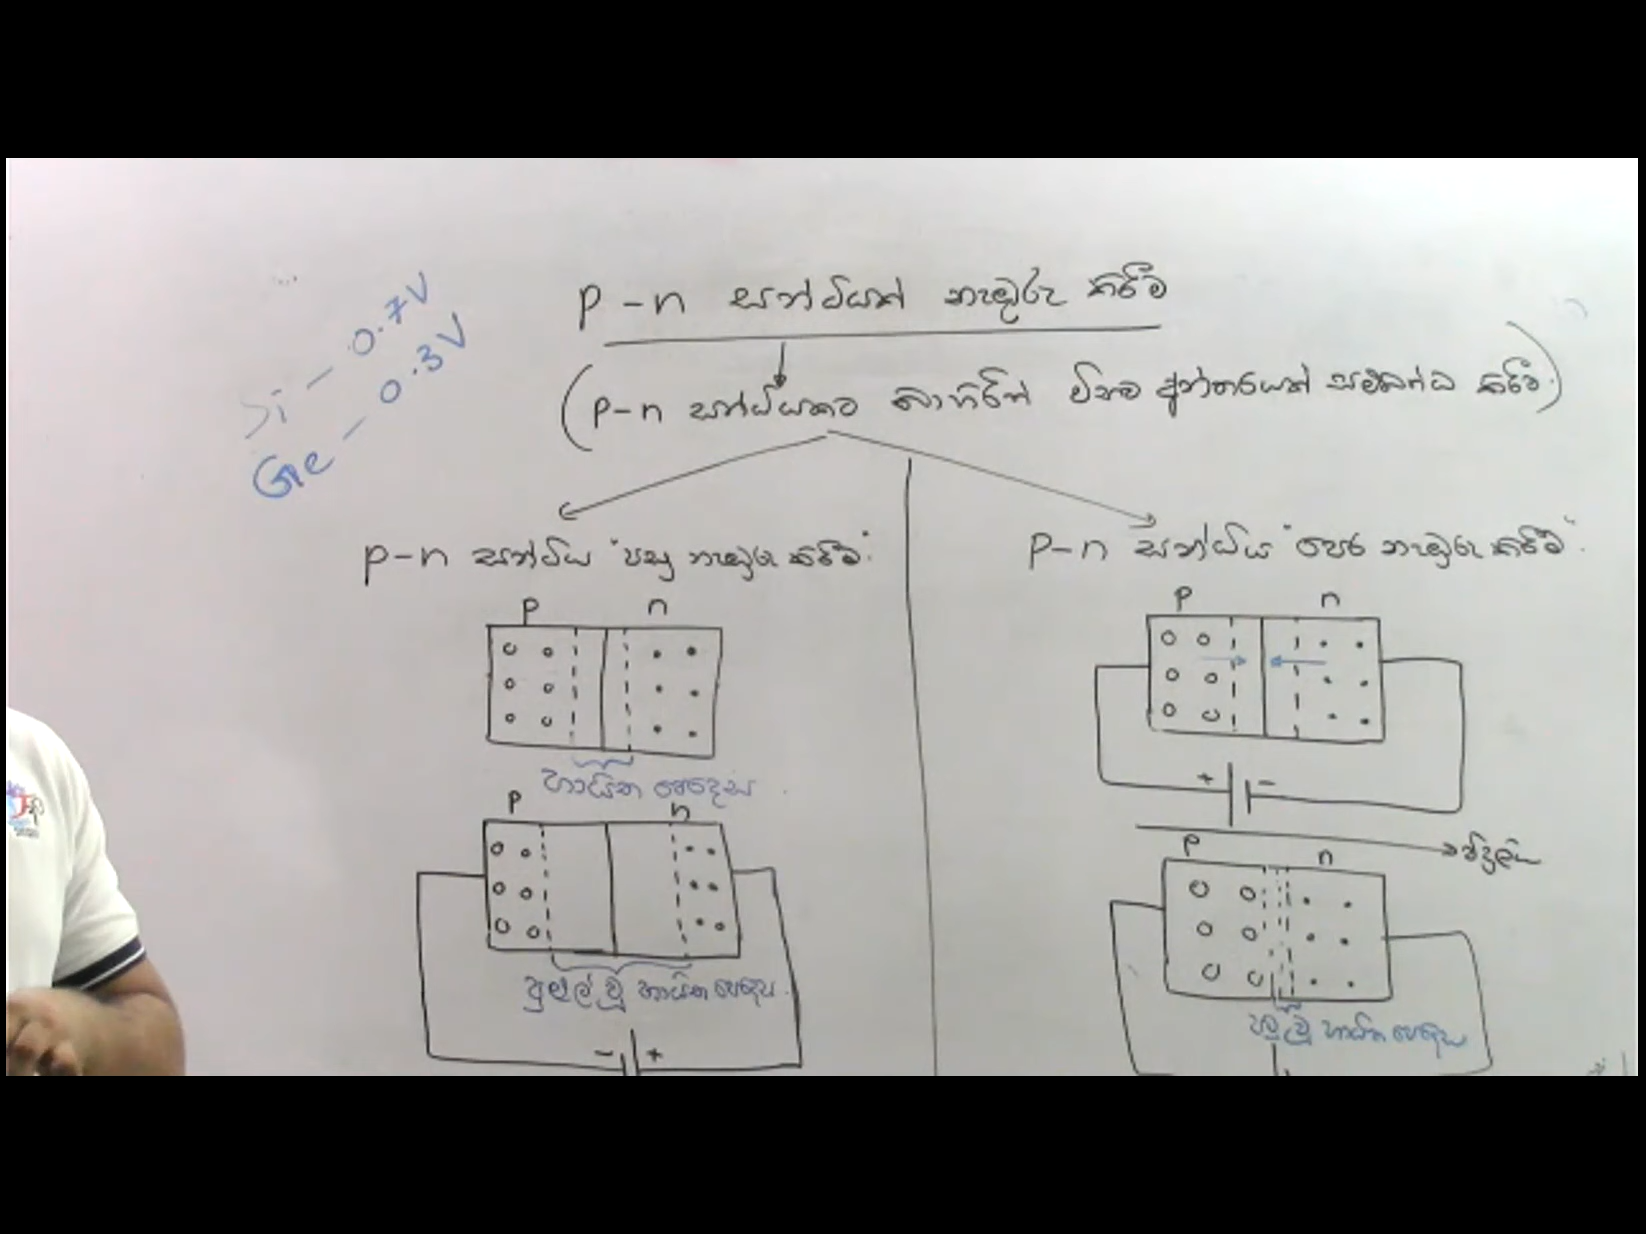 Si – 0.7V
Ge – 0.3V
p-n සන්ධියක් නැඹුරු කිරීම
(p-n සන්ධියකට බාහිරින් විභව අන්තරයක් සම්බන්ධ කිරීම.)
p-n සන්ධිය "පසු නැඹුරු කිරීම".
p n
හායිත පෙදෙස.
p n
පුළුල් වූ හායිත පෙදෙස.
- +
p-n සන්ධිය "පෙර නැඹුරු කිරීම".
p n
+ -
p n
හීන වූ හායිත පෙදෙස